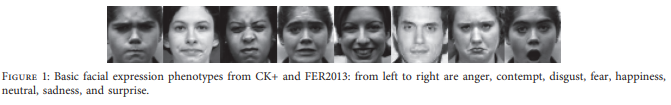 FIGURE 1: Basic facial expression phenotypes from CK+ and FER2013: from left to right are anger, contempt, disgust, fear, happiness,
neutral, sadness, and surprise.